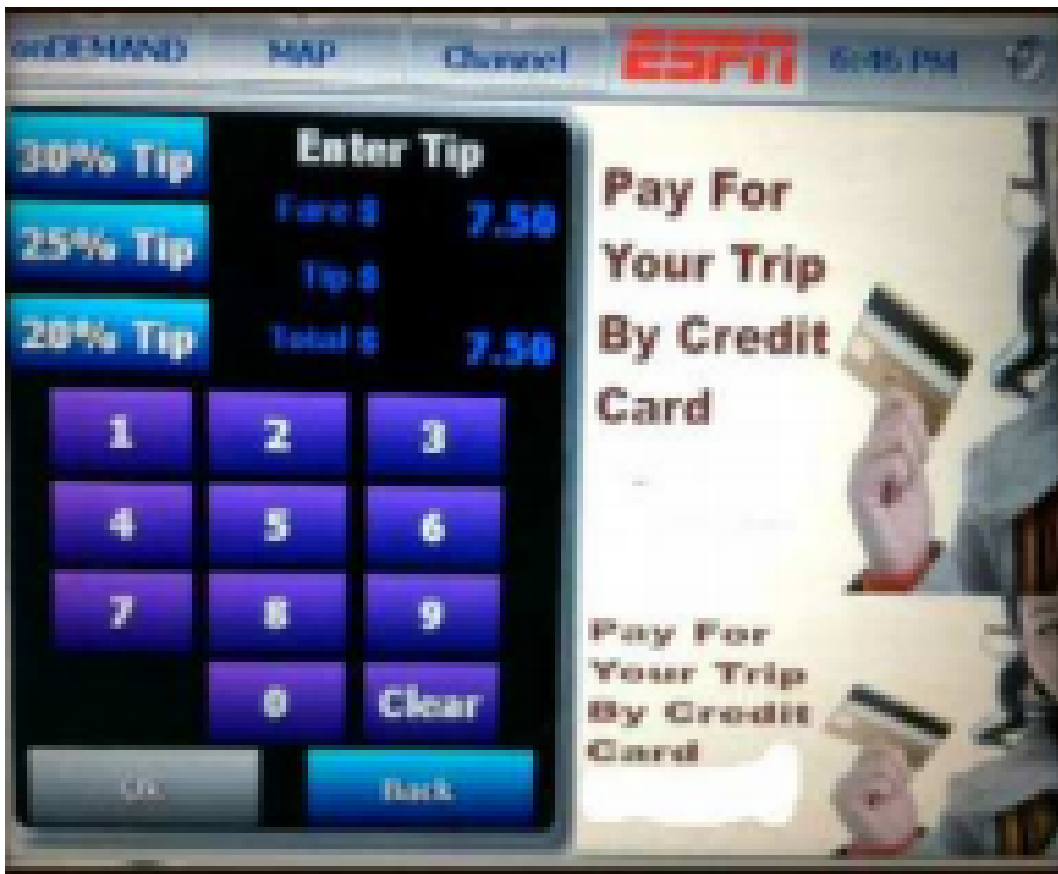 onDEMAND MAP Channel ESPN 6:46 PM
30% Tip
25% Tip
20% Tip
Enter Tip
Fare $ 7.50
Tip $
Total $ 7.50
1 2 3
4 5 6
7 8 9
0 Clear
Back
Pay For
Your Trip
By Credit
Card
Pay For
Your Trip
By Credit
Card